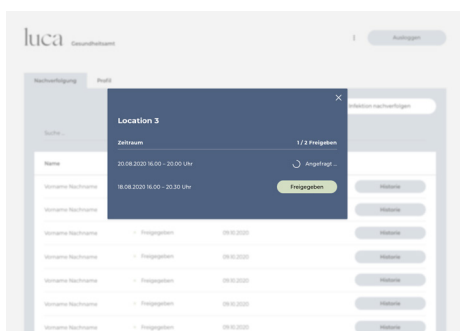 luca Gesundheitsamt
Ausloggen
Nachverfolgung Profil
Infektion nachverfolgen
Location 3
Zeitraum 1 / 2 Freigaben
20.08.2020 16.00 – 20.00 Uhr Angefragt ...
18.08.2020 16.00 – 20.30 Uhr Freigegeben
Suche ...
Name
Vorname Nachname Historie
Vorname Nachname Historie
Vorname Nachname Freigegeben 09.10.2020 Historie
Vorname Nachname Freigegeben 09.10.2020 Historie
Vorname Nachname Freigegeben 09.10.2020 Historie
Vorname Nachname Freigegeben 09.10.2020 Historie
Vorname Nachname Freigegeben 09.10.2020 Historie